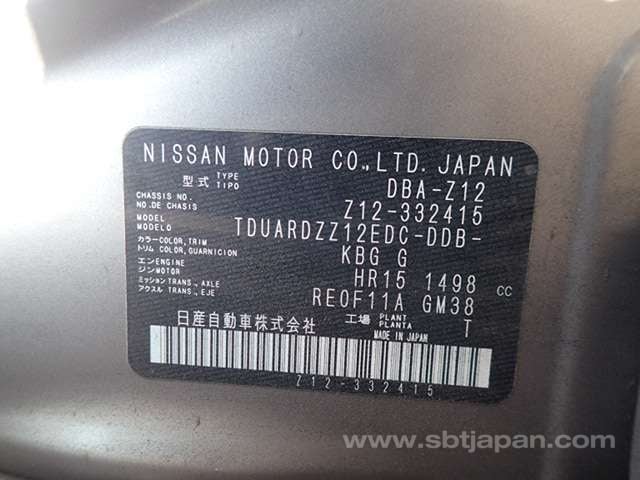 NISSAN MOTOR CO.,LTD. JAPAN
型式 TYPE TIPO DBA-Z12
CHASSIS NO. NO.DE CHASIS Z12-332415
MODEL MODELO TDUARDZZ12EDC-DDB-
カラー COLOR,TRIM トリム COLOR,GUARNICION KBG G
エンジン ENGINE MOTOR HR15 1498 CC
ミッション TRANS., AXLE アクスル TRANS., EJE RE0F11A GM38
日産自動車株式会社 工場 PLANT PLANTA T
MADE IN JAPAN
Z12-332415
www.sbtjapan.com